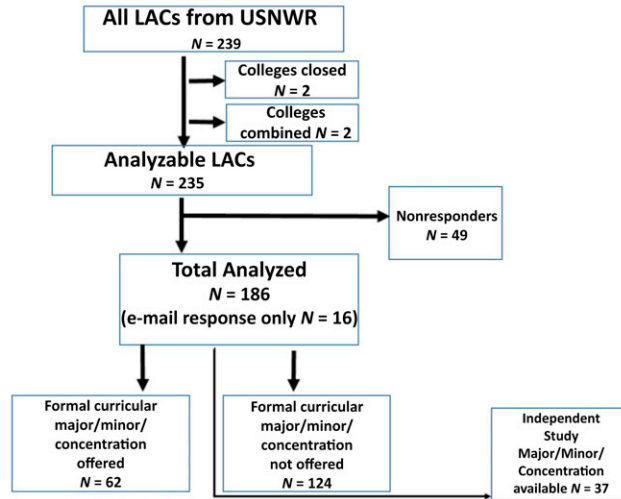 All LACs from USNWR
N = 239
Colleges closed
N = 2
Colleges
combined N = 2
Analyzable LACs
N = 235
Nonresponders
N = 49
Total Analyzed
N = 186
(e-mail response only N = 16)
Formal curricular
major/minor/
concentration
offered
N = 62
Formal curricular
major/minor/
concentration
not offered
N = 124
Independent
Study
Major/Minor/
Concentration
available N = 37